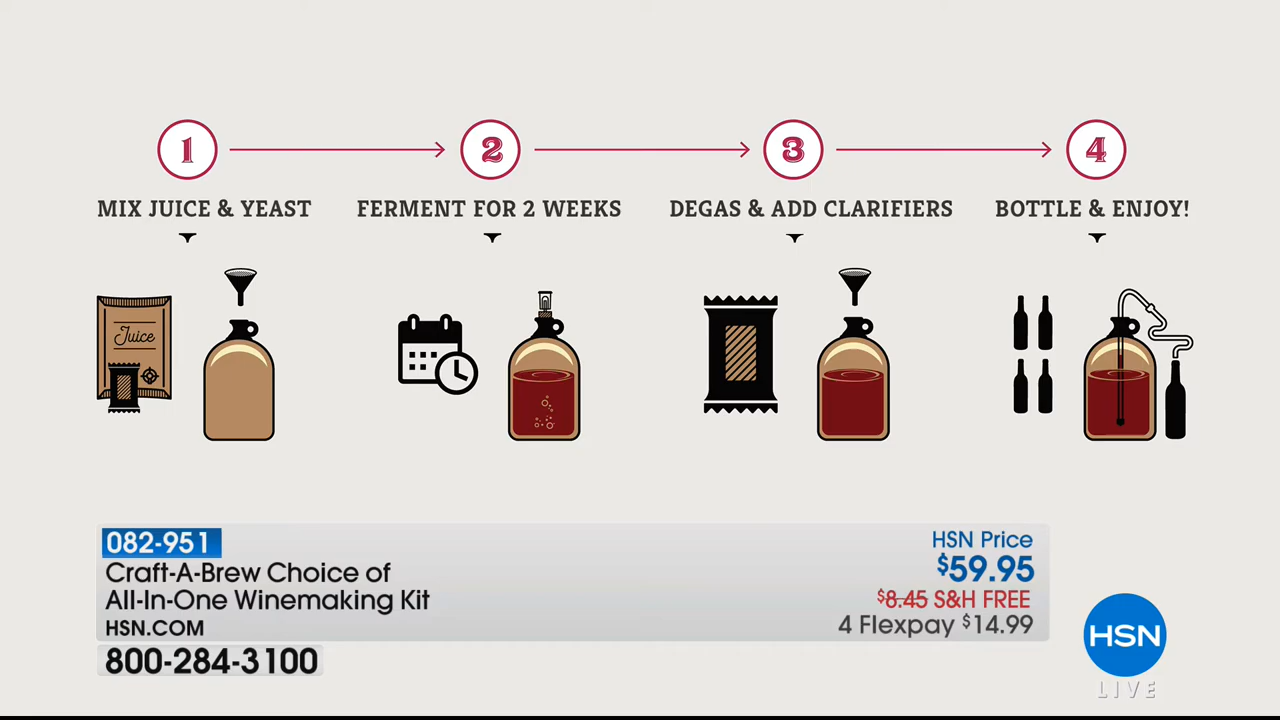 1
2
3
4
MIX JUICE & YEAST
FERMENT FOR 2 WEEKS
DEGAS & ADD CLARIFIERS
BOTTLE & ENJOY!
Juice
082-951
Craft-A-Brew Choice of
All-In-One Winemaking Kit
HSN.COM
800-284-3100
HSN Price
$59.95
$8.45 S&H FREE
4 Flexpay $14.99
HSN
LIVE